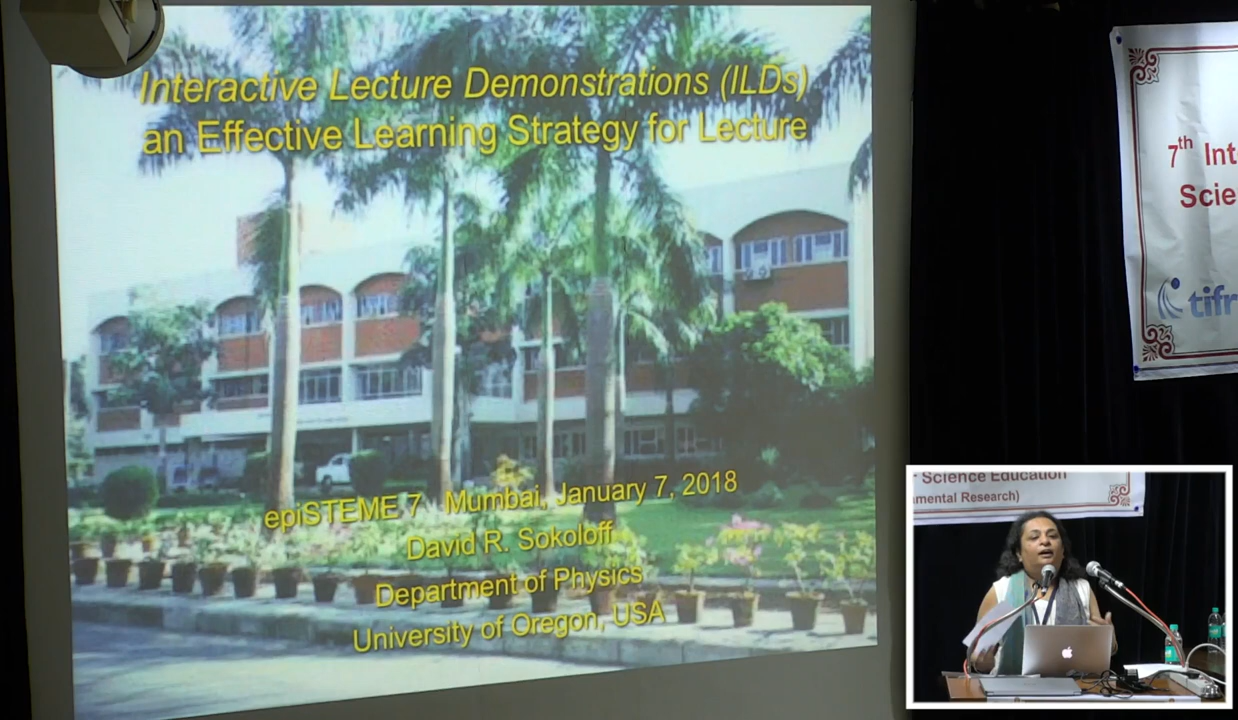 Interactive Lecture Demonstrations (ILDs)
an Effective Learning Strategy for Lecture
epiSTEME 7 Mumbai, January 7, 2018
David R. Sokoloff
Department of Physics
University of Oregon, USA
7th Int
Scie
tifr
Science Education
mental Research)